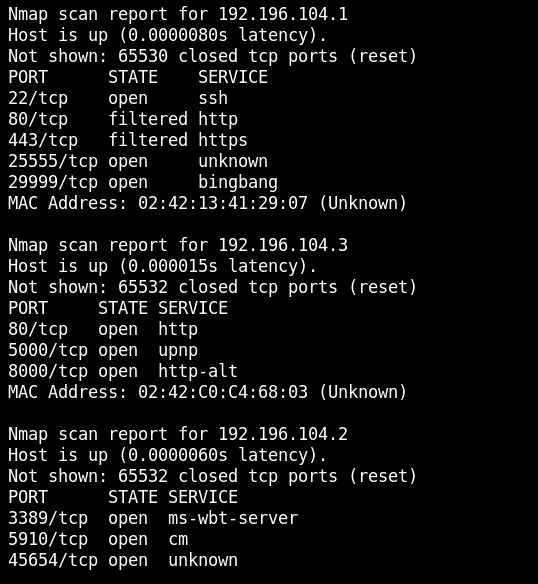 Nmap scan report for 192.196.104.1
Host is up (0.0000080s latency).
Not shown: 65530 closed tcp ports (reset)
PORT      STATE    SERVICE
22/tcp    open     ssh
80/tcp    filtered http
443/tcp   filtered https
25555/tcp open     unknown
29999/tcp open     bingbang
MAC Address: 02:42:13:41:29:07 (Unknown)

Nmap scan report for 192.196.104.3
Host is up (0.000015s latency).
Not shown: 65532 closed tcp ports (reset)
PORT     STATE SERVICE
80/tcp   open  http
5000/tcp open  upnp
8000/tcp open  http-alt
MAC Address: 02:42:C0:C4:68:03 (Unknown)

Nmap scan report for 192.196.104.2
Host is up (0.0000060s latency).
Not shown: 65532 closed tcp ports (reset)
PORT      STATE SERVICE
3389/tcp  open  ms-wbt-server
5910/tcp  open  cm
45654/tcp open  unknown